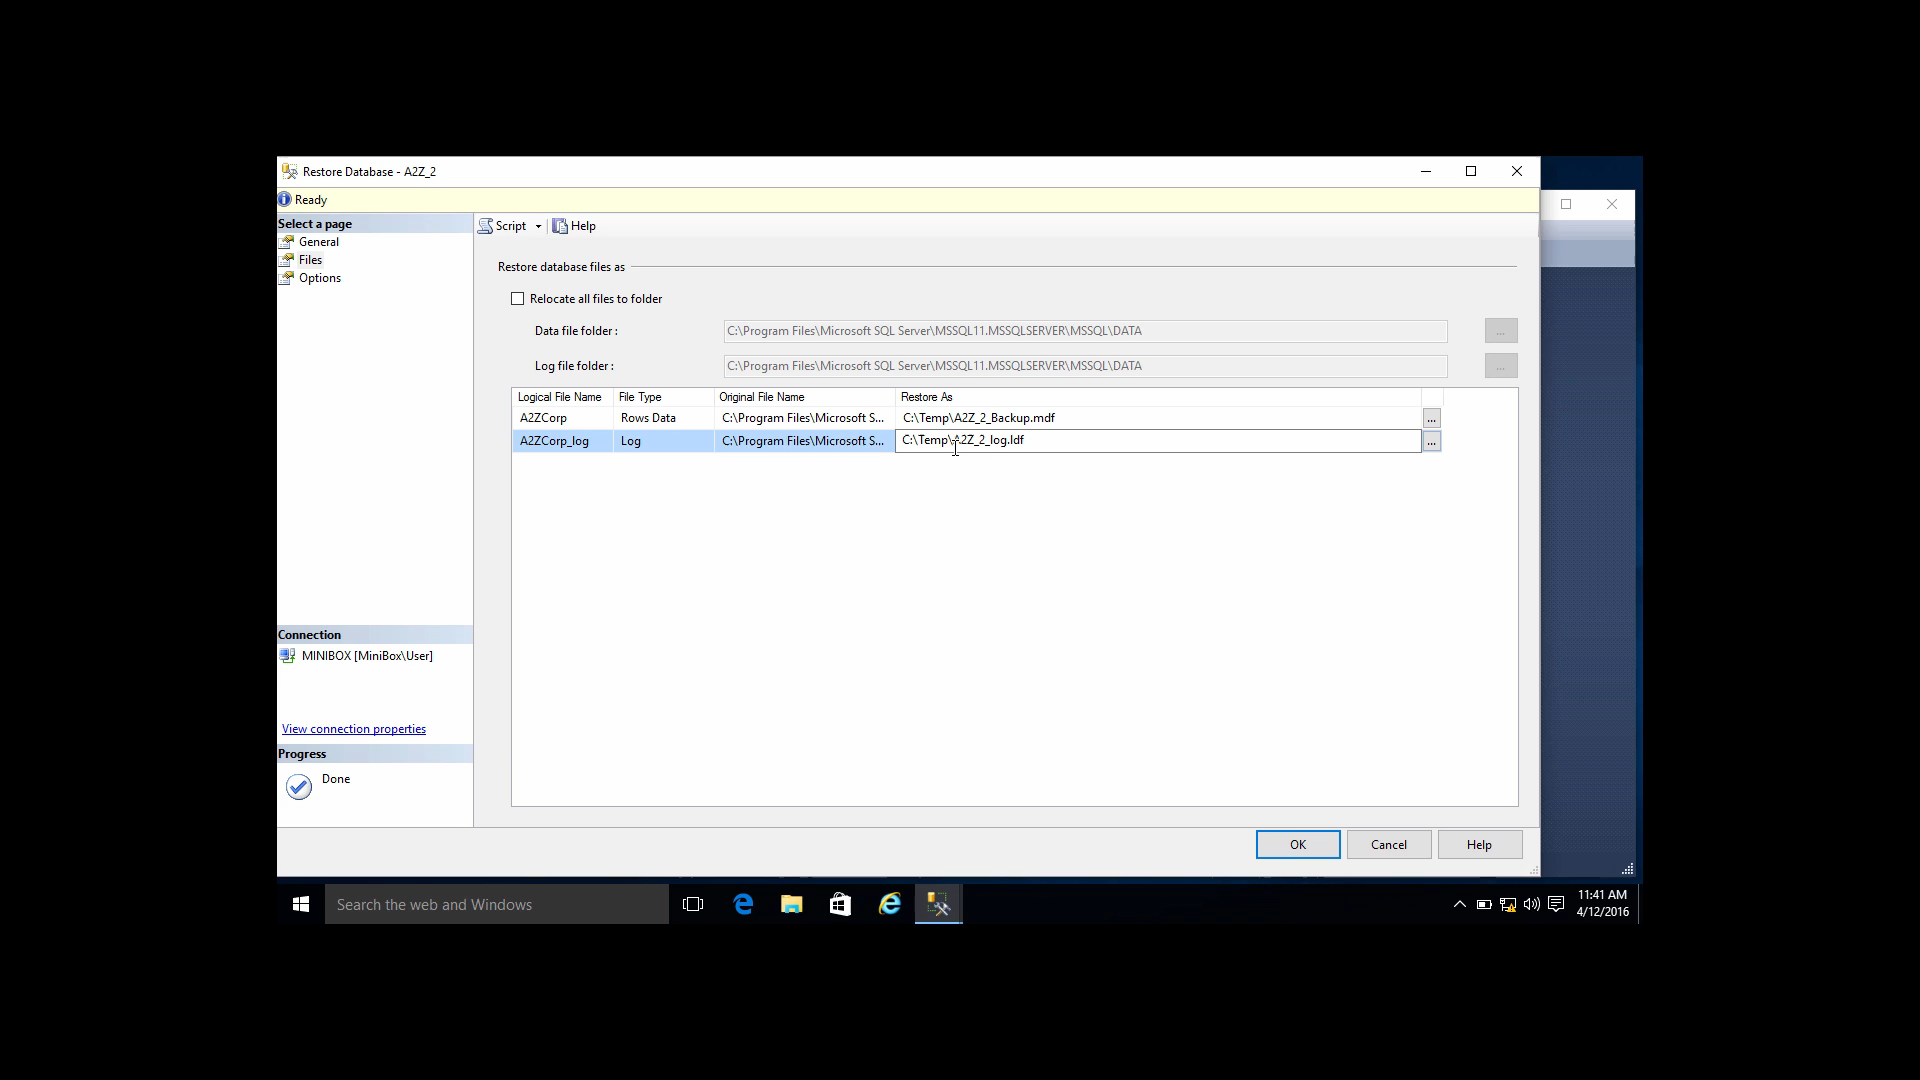 Restore Database - A2Z_2
Ready
Select a page
General
Files
Options
Script
Help
Restore database files as
Relocate all files to folder
Data file folder :
C:\Program Files\Microsoft SQL Server\MSSQL11.MSSQLSERVER\MSSQL\DATA
...
Log file folder :
C:\Program Files\Microsoft SQL Server\MSSQL11.MSSQLSERVER\MSSQL\DATA
...
Logical File Name File Type Original File Name Restore As
A2ZCorp Rows Data C:\Program Files\Microsoft S... C:\Temp\A2Z_2_Backup.mdf ...
A2ZCorp_log Log C:\Program Files\Microsoft S... C:\Temp\A2Z_2_log.ldf ...
Connection
MINIBOX [MiniBox\User]
View connection properties
Progress
Done
OK Cancel Help
Search the web and Windows
11:41 AM
4/12/2016